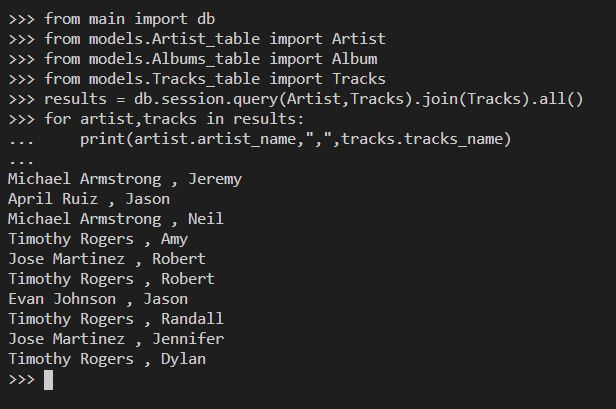 >>> from main import db
>>> from models.Artist_table import Artist
>>> from models.Albums_table import Album
>>> from models.Tracks_table import Tracks
>>> results = db.session.query(Artist,Tracks).join(Tracks).all()
>>> for artist,tracks in results:
...     print(artist.artist_name,",",tracks.tracks_name)
...
Michael Armstrong , Jeremy
April Ruiz , Jason
Michael Armstrong , Neil
Timothy Rogers , Amy
Jose Martinez , Robert
Timothy Rogers , Robert
Evan Johnson , Jason
Timothy Rogers , Randall
Jose Martinez , Jennifer
Timothy Rogers , Dylan
>>>